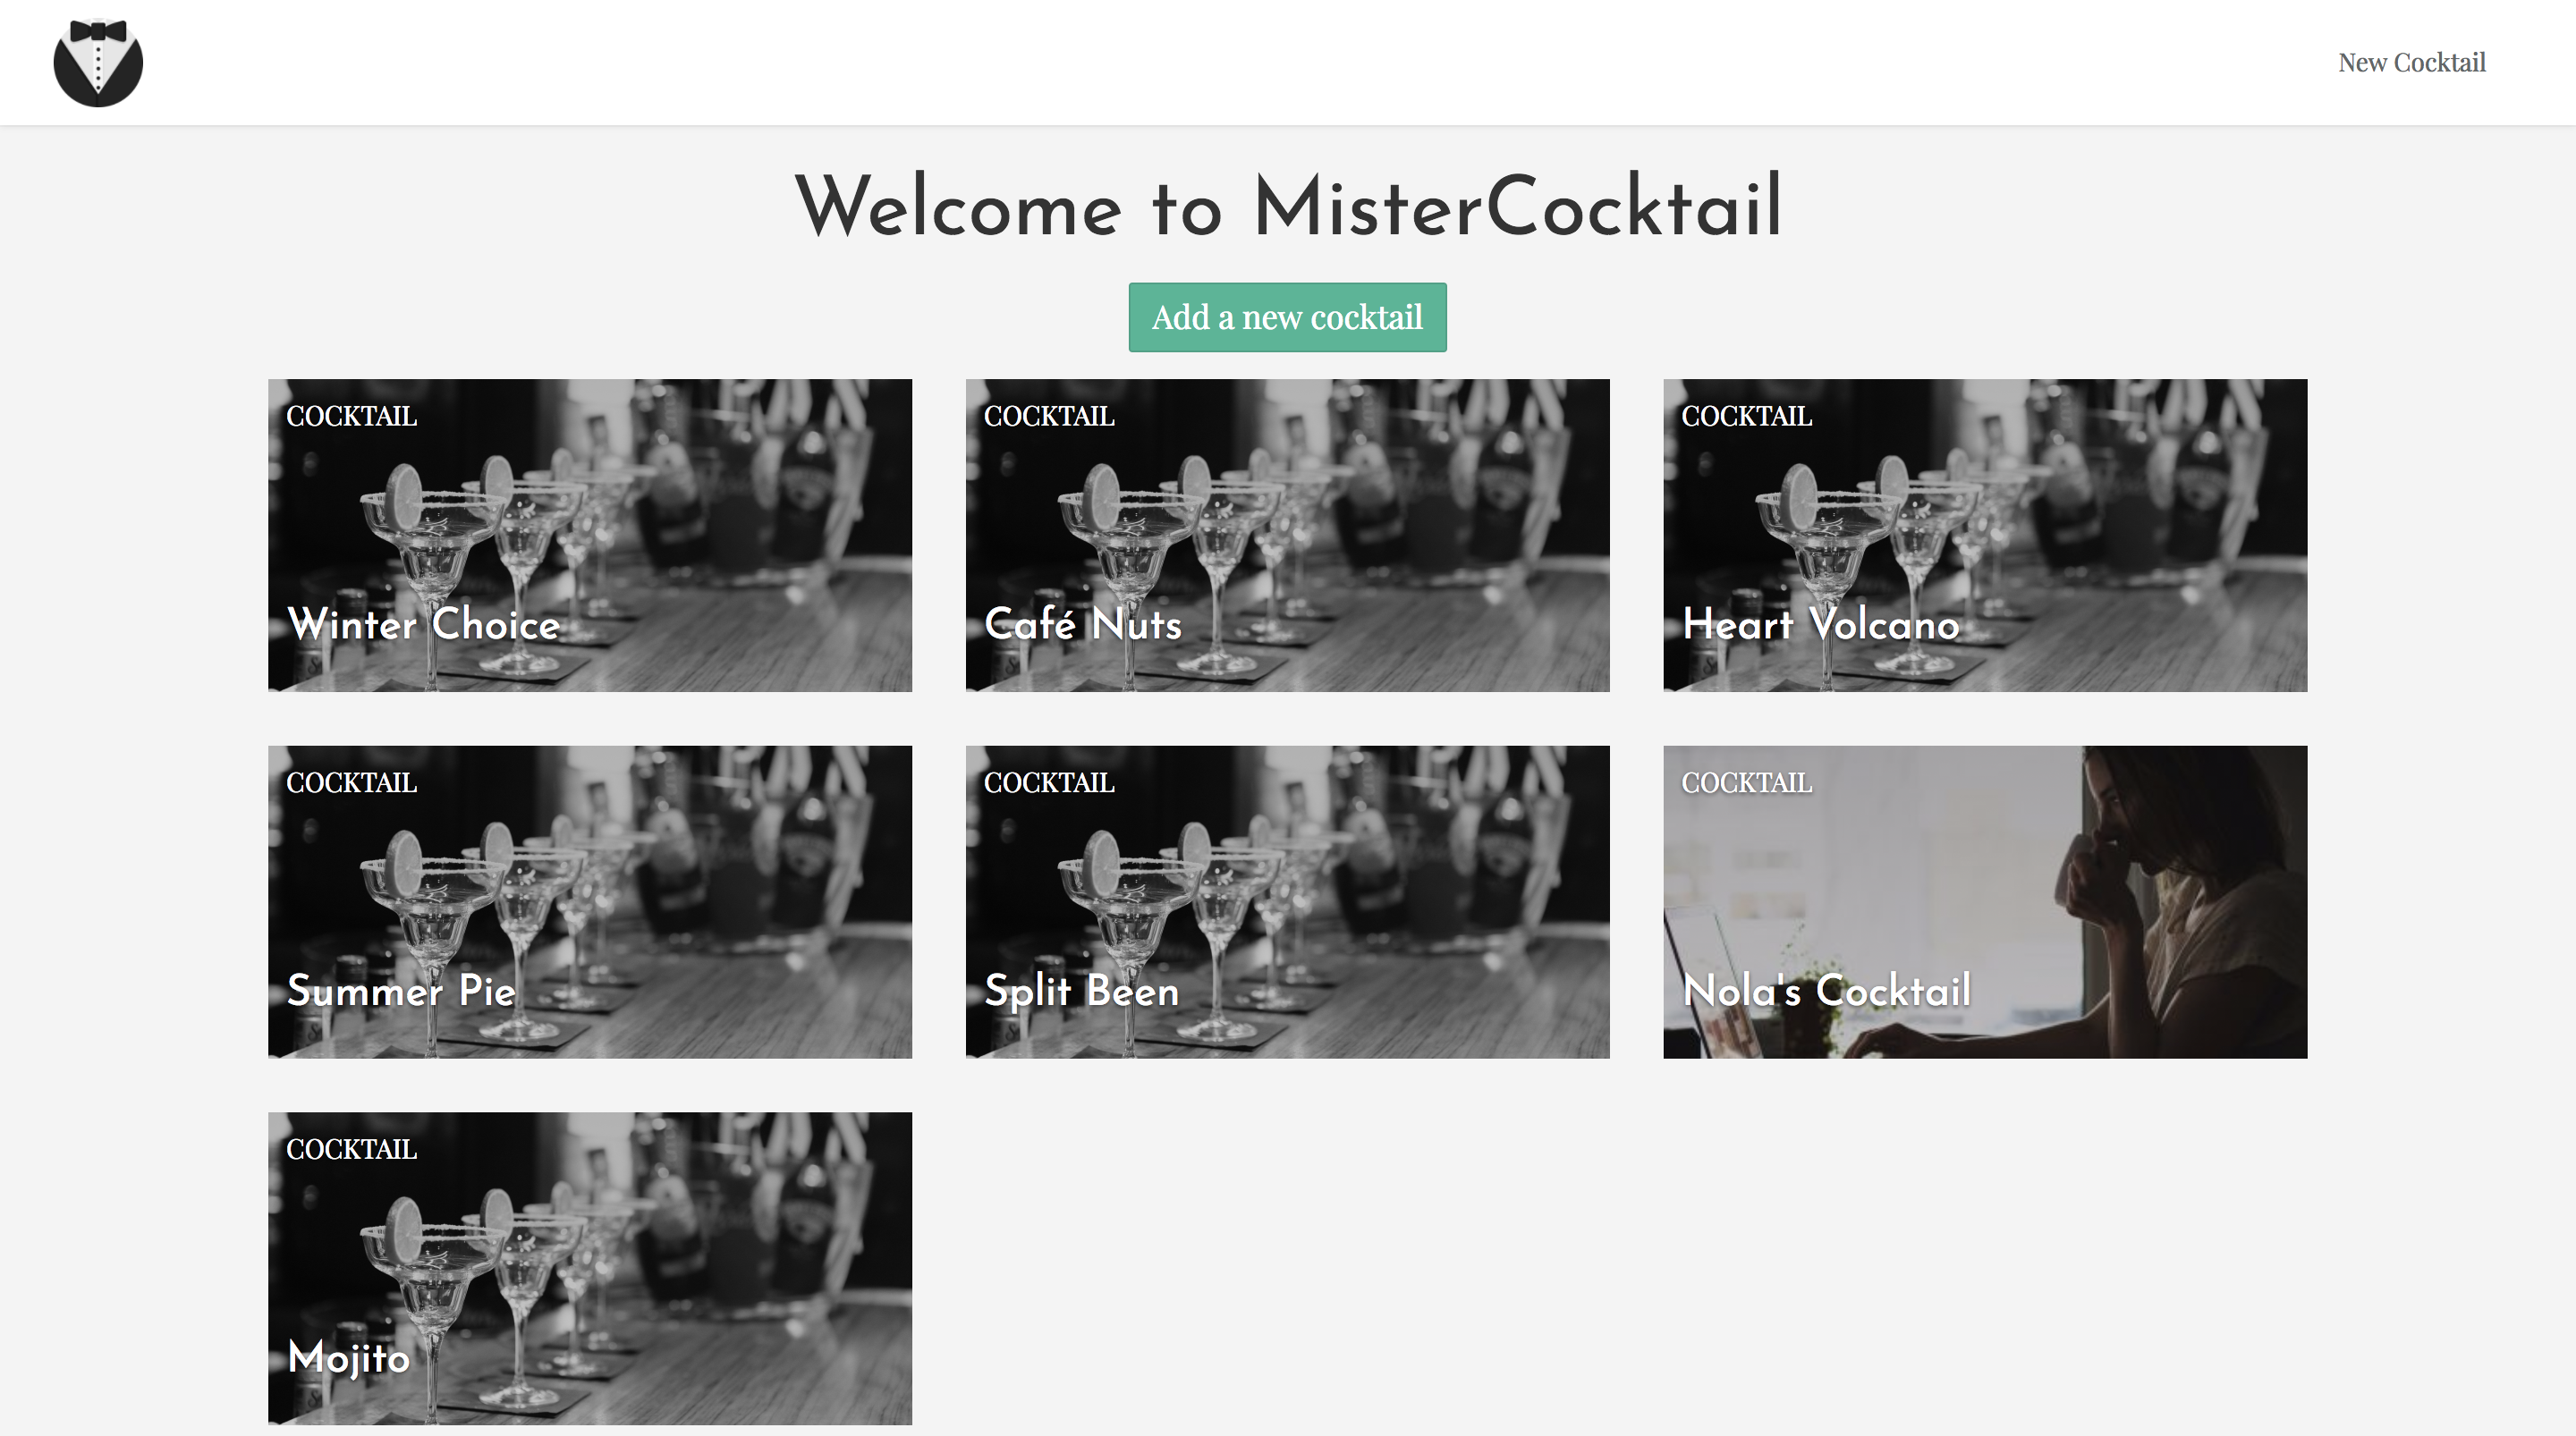 New Cocktail
Welcome to MisterCocktail
Add a new cocktail
COCKTAIL
Winter Choice
COCKTAIL
Café Nuts
COCKTAIL
Heart Volcano
COCKTAIL
Summer Pie
COCKTAIL
Split Been
COCKTAIL
Nola's Cocktail
COCKTAIL
Mojito